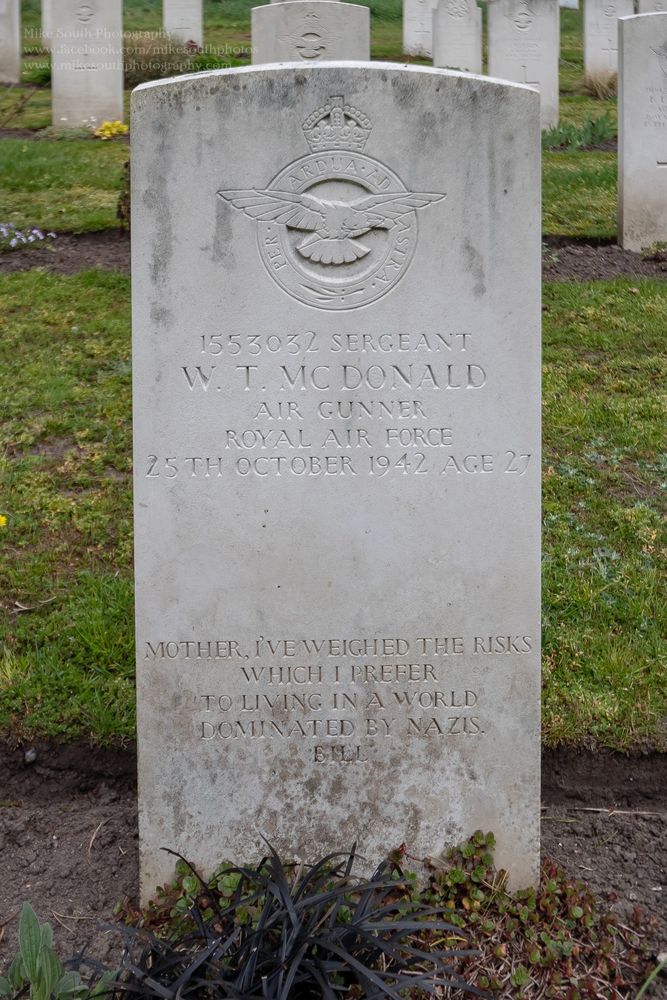 Mike South Photography
www.facebook.com/mikesouthphotos
www.mikesouthphotography.com
PER · ARDUA · AD ASTRA
1553032 SERGEANT
W. T. MCDONALD
AIR GUNNER
ROYAL AIR FORCE
25TH OCTOBER 1942 AGE 27
MOTHER, I'VE WEIGHED THE RISKS
WHICH I PREFER
TO LIVING IN A WORLD
DOMINATED BY NAZIS.
BILL